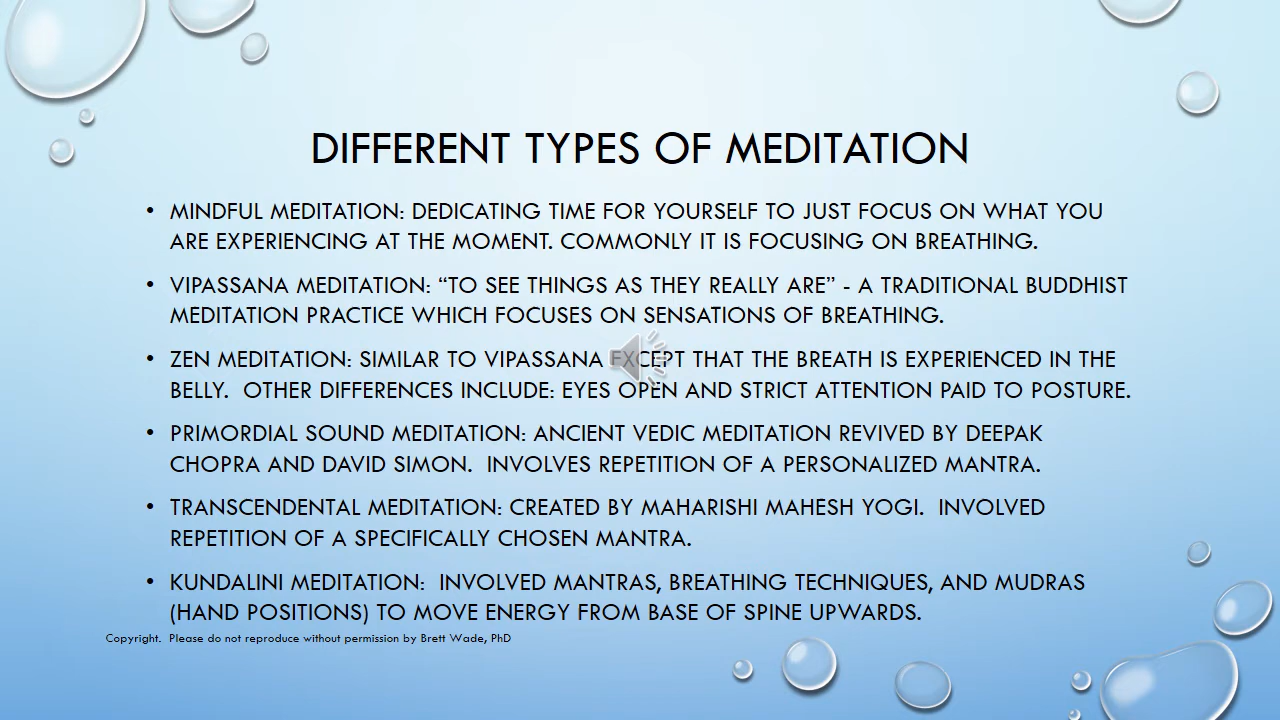 DIFFERENT TYPES OF MEDITATION
• MINDFUL MEDITATION: DEDICATING TIME FOR YOURSELF TO JUST FOCUS ON WHAT YOU
ARE EXPERIENCING AT THE MOMENT. COMMONLY IT IS FOCUSING ON BREATHING.
• VIPASSANA MEDITATION: “TO SEE THINGS AS THEY REALLY ARE” - A TRADITIONAL BUDDHIST
MEDITATION PRACTICE WHICH FOCUSES ON SENSATIONS OF BREATHING.
• ZEN MEDITATION: SIMILAR TO VIPASSANA EXCEPT THAT THE BREATH IS EXPERIENCED IN THE
BELLY.  OTHER DIFFERENCES INCLUDE: EYES OPEN AND STRICT ATTENTION PAID TO POSTURE.
• PRIMORDIAL SOUND MEDITATION: ANCIENT VEDIC MEDITATION REVIVED BY DEEPAK
CHOPRA AND DAVID SIMON.  INVOLVES REPETITION OF A PERSONALIZED MANTRA.
• TRANSCENDENTAL MEDITATION: CREATED BY MAHARISHI MAHESH YOGI.  INVOLVED
REPETITION OF A SPECIFICALLY CHOSEN MANTRA.
• KUNDALINI MEDITATION:  INVOLVED MANTRAS, BREATHING TECHNIQUES, AND MUDRAS
(HAND POSITIONS) TO MOVE ENERGY FROM BASE OF SPINE UPWARDS.
Copyright.  Please do not reproduce without permission by Brett Wade, PhD